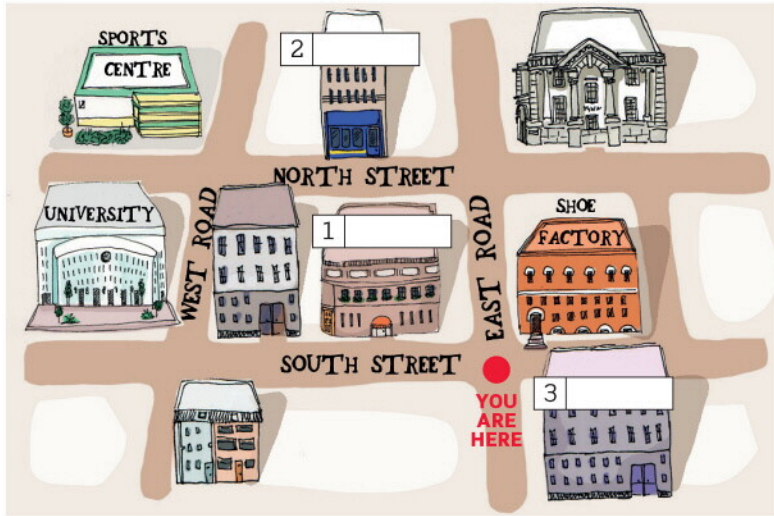 SPORTS
CENTRE
2
NORTH STREET
UNIVERSITY
WEST ROAD
1
EAST ROAD
SHOE
FACTORY
SOUTH STREET
YOU
ARE
HERE
3